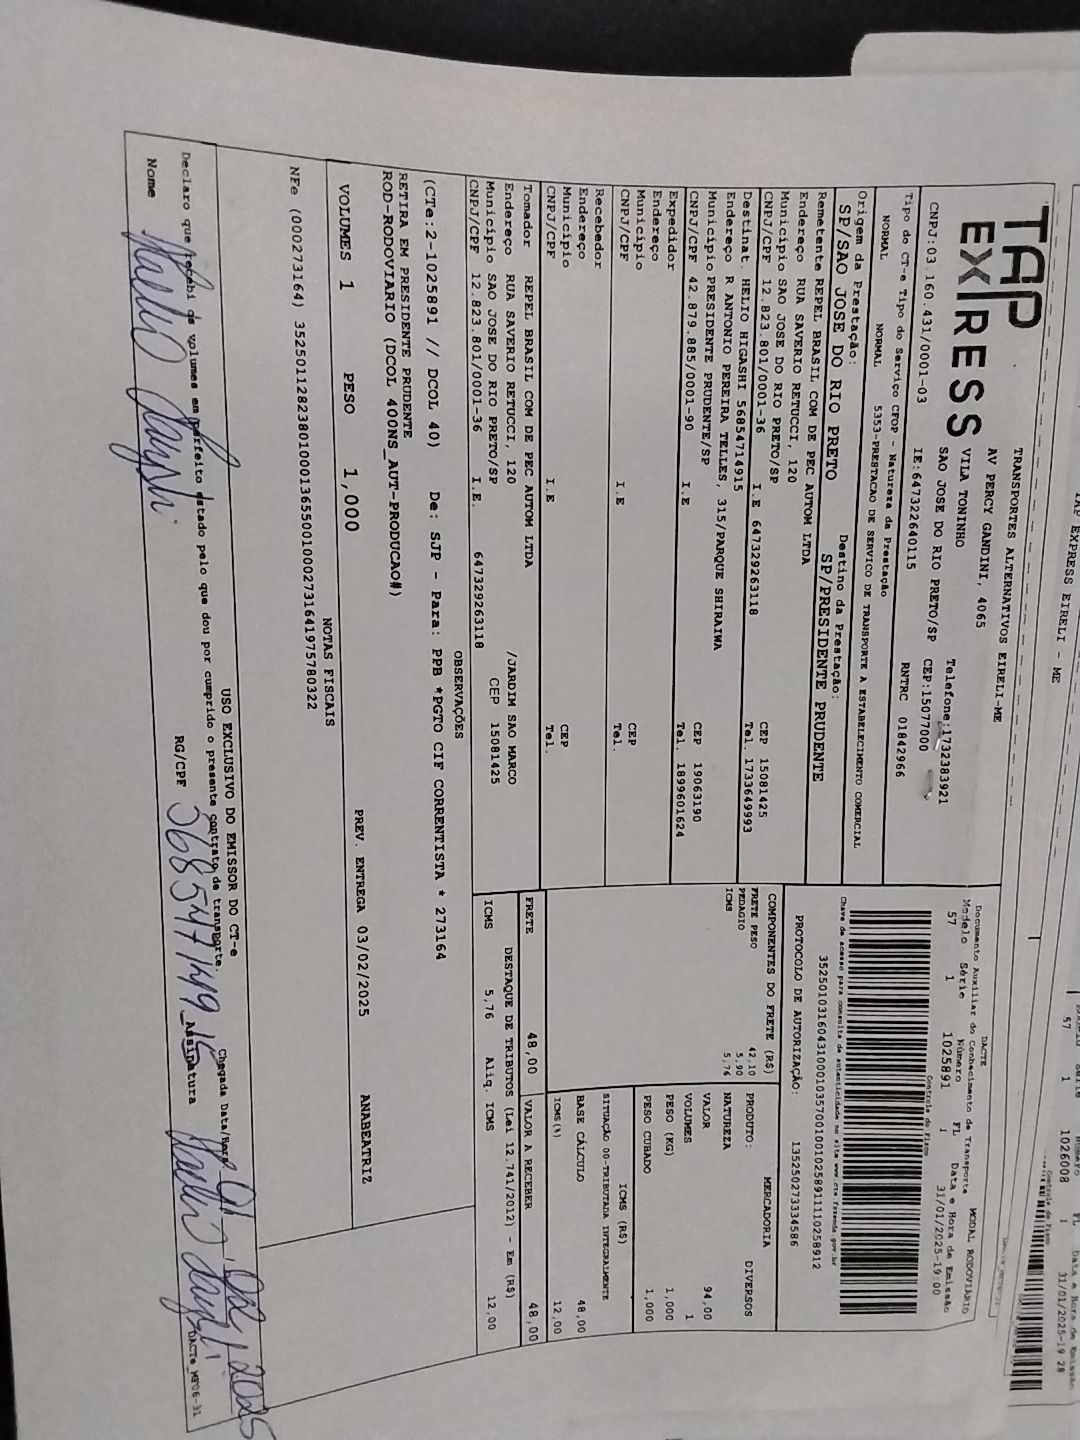 TAP EXPRESS EIRELI - ME
57 1 1026008 1 31/01/2025-19 28
TAP
EXPRESS
TRANSPORTES ALTERNATIVOS EIRELI-ME
AV PERCY GANDINI, 4065
VILA TONINHO
SAO JOSE DO RIO PRETO/SP
Telefone:1732383921
CEP:15077000
CNPJ:03.160.431/0001-03 IE:647322640115 RNTRC 01842966
Tipo do CT-e Tipo do Serviço CFOP - Natureza da Prestação
NORMAL NORMAL 5353-PRESTACAO DE SERVICO DE TRANSPORTE A ESTABELECIMENTO COMERCIAL
Origem da Prestação: Destino da Prestação:
SP/SAO JOSE DO RIO PRETO SP/PRESIDENTE PRUDENTE
DACTE
Documento Auxiliar do Conhecimento de Transporte MODAL RODOVIÁRIO
Modelo Série Número FL Data e Hora de Emissão
57 1 1025891 1 31/01/2025-19:00
Controle do Fisco
Chave de acesso para consulta de autenticidade no site www.cte.fazenda.gov.br
35250103160431000103570010010258911110258912
PROTOCOLO DE AUTORIZAÇÃO: 135250273334586
Remetente REPEL BRASIL COM DE PEC AUTOM LTDA
Endereço RUA SAVERIO RETUCCI, 120
Município SAO JOSE DO RIO PRETO/SP CEP 15081425
CNPJ/CPF 12.823.801/0001-36 I.E 647329263118 Tel. 1733649993
Destinat. HELIO HIGASHI 56854714915
Endereço R ANTONIO PEREIRA TELLES, 315/PARQUE SHIRAIWA
Município PRESIDENTE PRUDENTE/SP CEP 19063190
CNPJ/CPF 42.879.885/0001-90 I.E Tel. 1899601624
Expedidor
Endereço
Município CEP
CNPJ/CPF I.E Tel.
Recebedor
Endereço
Município CEP
CNPJ/CPF I.E Tel.
Tomador REPEL BRASIL COM DE PEC AUTOM LTDA
Endereço RUA SAVERIO RETUCCI, 120 /JARDIM SAO MARCO
Município SAO JOSE DO RIO PRETO/SP CEP 15081425
CNPJ/CPF 12.823.801/0001-36 I.E. 647329263118
COMPONENTES DO FRETE (R$)
FRETE PESO 42,10
PEDAGIO 5,90
ICMS 5,76
MERCADORIA
PRODUTO: DIVERSOS
NATUREZA
VALOR 94,00
VOLUMES 1
PESO (KG) 1,000
PESO CUBADO 1,000
ICMS (R$)
SITUAÇÃO 00-TRIBUTADA INTEGRALMENTE
BASE CÁLCULO 48,00
ICMS(%) 12,00
FRETE 48,00 VALOR A RECEBER 48,00
DESTAQUE DE TRIBUTOS (Lei 12.741/2012) - Em (R$)
ICMS 5,76 Aliq. ICMS 12,00
OBSERVAÇÕES
(CTe.:2-1025891 // DCOL 40) De: SJP - Para: PPB *PGTO CIF CORRENTISTA * 273164
RETIRA EM PRESIDENTE PRUDENTE
ROD-RODOVIARIO (DCOL 400NS_AUT-PRODUCAO#)
VOLUMES 1 PESO 1,000 PREV. ENTREGA 03/02/2025 ANABEATRIZ
NOTAS FISCAIS
NFe (000273164) 35250112823801000136550010002731641975780322
USO EXCLUSIVO DO EMISSOR DO CT-e
Declaro que recebi os volumes em perfeito estado pelo que dou por cumprido o presente contrato de transporte.
Chegada Data/Hora
Nome RG/CPF 568547149_15 Assinatura
DACTe_MP06-31